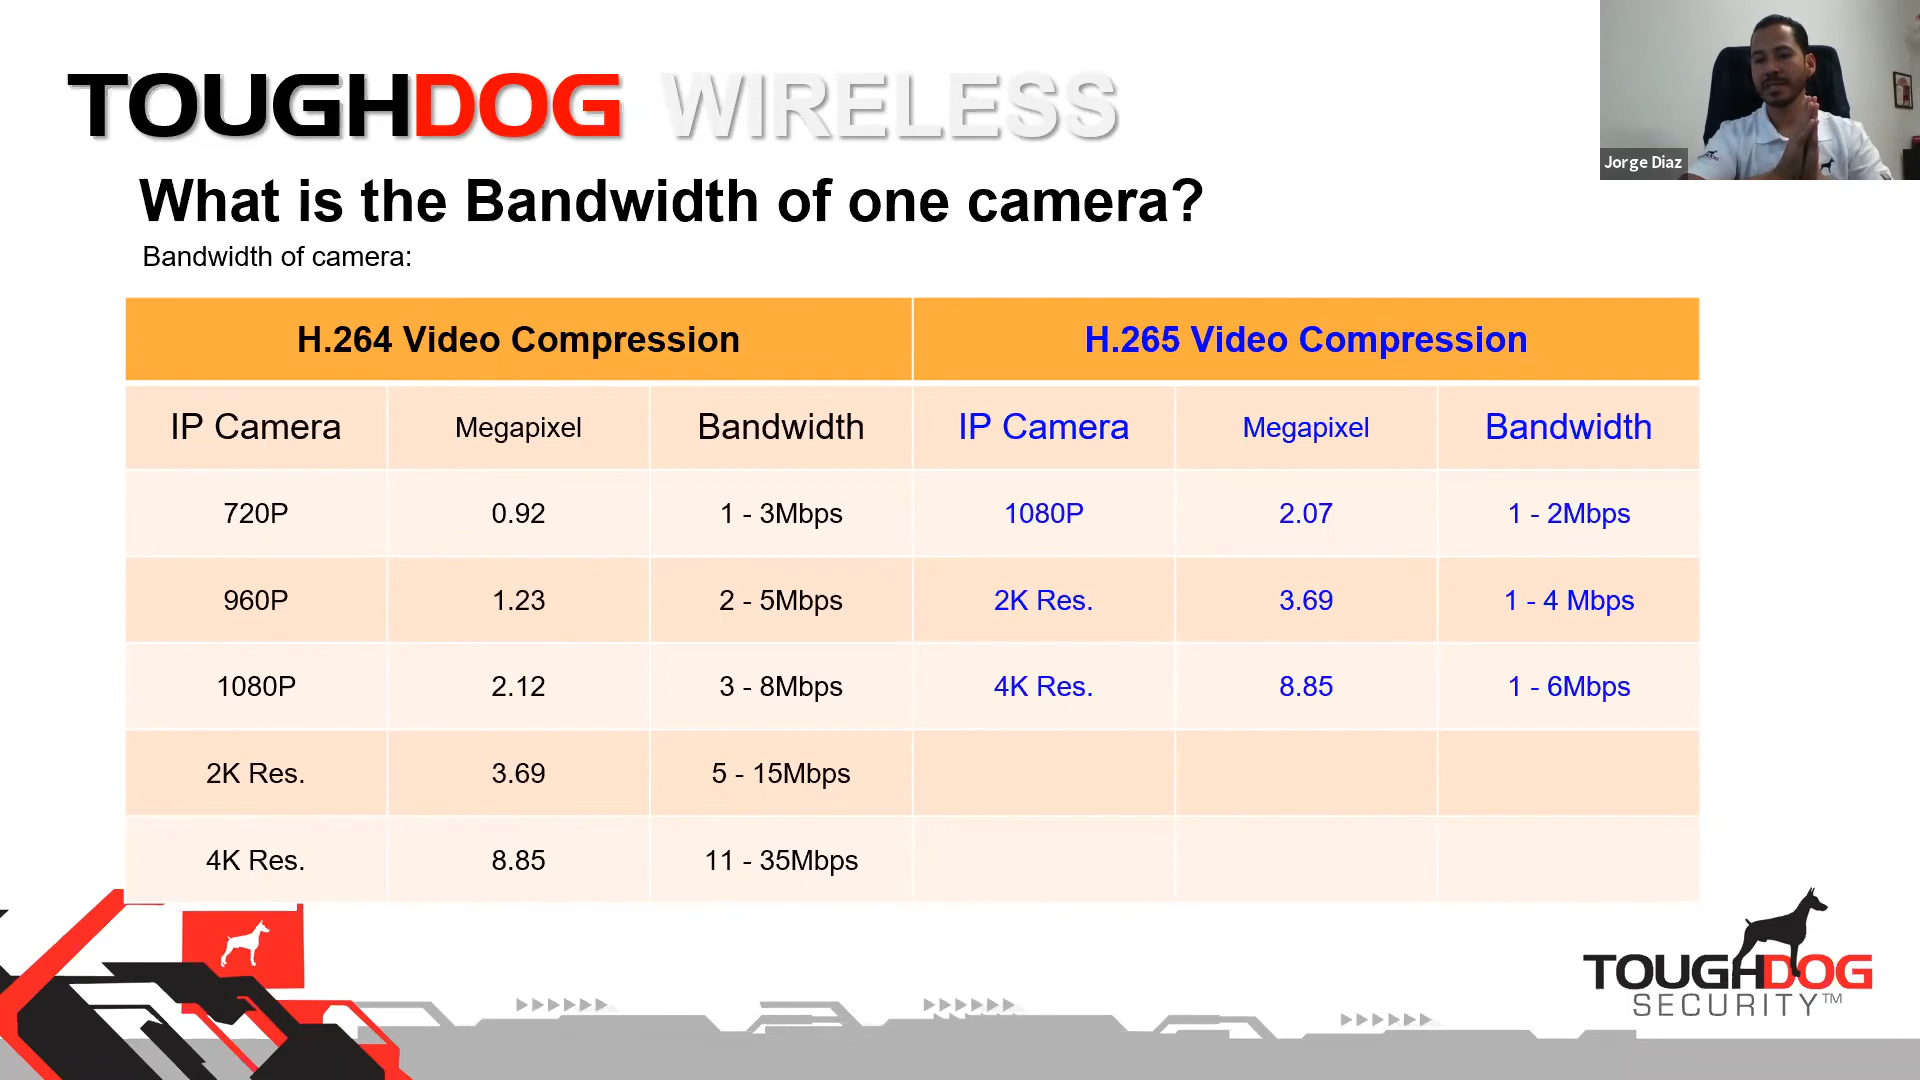 TOUGHDOG WIRELESS
Jorge Diaz
What is the Bandwidth of one camera?
Bandwidth of camera:
H.264 Video Compression H.265 Video Compression
IP Camera Megapixel Bandwidth IP Camera Megapixel Bandwidth
720P 0.92 1 - 3Mbps 1080P 2.07 1 - 2Mbps
960P 1.23 2 - 5Mbps 2K Res. 3.69 1 - 4 Mbps
1080P 2.12 3 - 8Mbps 4K Res. 8.85 1 - 6Mbps
2K Res. 3.69 5 - 15Mbps
4K Res. 8.85 11 - 35Mbps
TOUGHDOG
SECURITY™